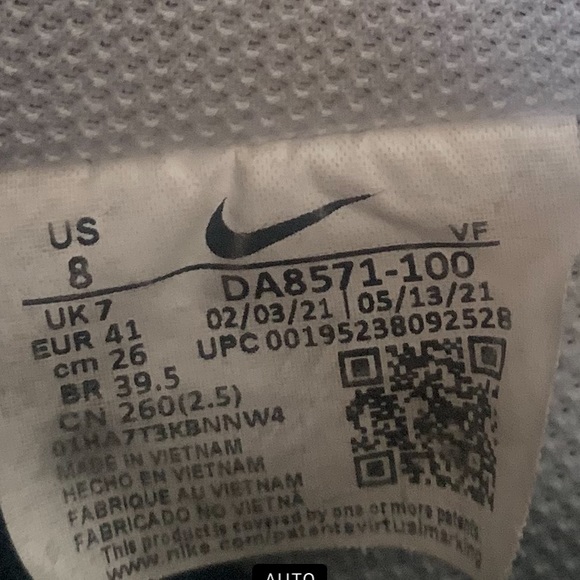 US
8
VF
DA8571-100
02/03/21 | 05/13/21
UPC 00195238092528
UK 7
EUR 41
cm 26
BR 39.5
CN 260(2.5)
01HA7T3KBNNW4
MADE IN VIETNAM
HECHO EN VIETNAM
FABRIQUE AU VIETNAM
FABRICADO NO VIETNÃ
This product is covered by one or more patents
www.nike.com/patentsvirtualmarking
AUTO